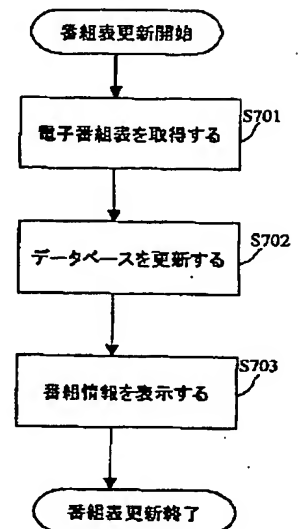 番組表更新開始
電子番組表を取得する
S701
データベースを更新する
S702
番組情報を表示する
S703
番組表更新終了